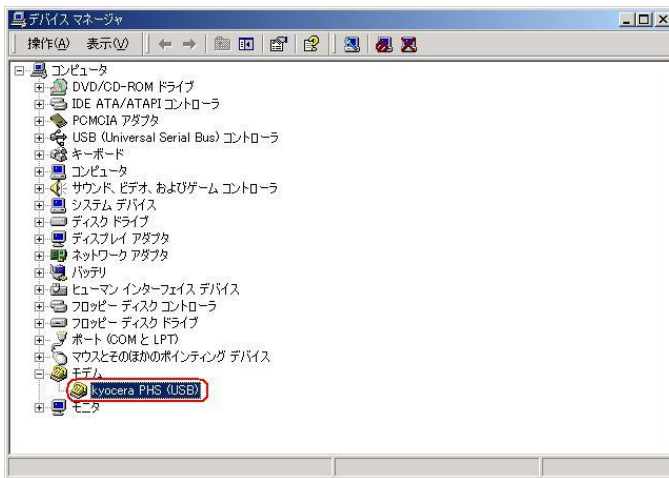 デバイス マネージャ
操作(A) 表示(V)
コンピュータ
DVD/CD-ROM ドライブ
IDE ATA/ATAPI コントローラ
PCMCIA アダプタ
USB (Universal Serial Bus) コントローラ
キーボード
コンピュータ
サウンド、ビデオ、およびゲーム コントローラ
システム デバイス
ディスク ドライブ
ディスプレイ アダプタ
ネットワーク アダプタ
バッテリ
ヒューマン インターフェイス デバイス
フロッピー ディスク コントローラ
フロッピー ディスク ドライブ
ポート (COM と LPT)
マウスとそのほかのポインティング デバイス
モデム
kyocera PHS (USB)
モニタ